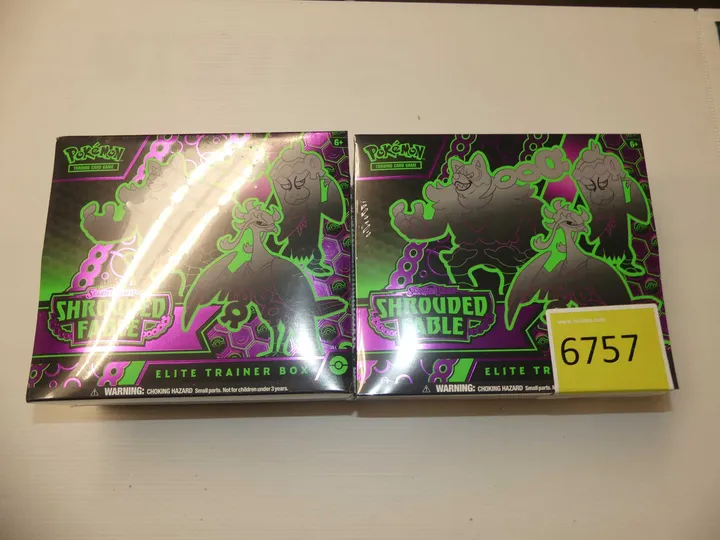 Pokémon
TRADING CARD GAME
6+
SHROUDED
FABLE
ELITE TRAINER BOX
WARNING: CHOKING HAZARD Small parts. Not for children under 3 years.
Pokémon
TRADING CARD GAME
6+
SHROUDED
FABLE
6757
ELITE TR
WARNING: CHOKING HAZARD Small parts.